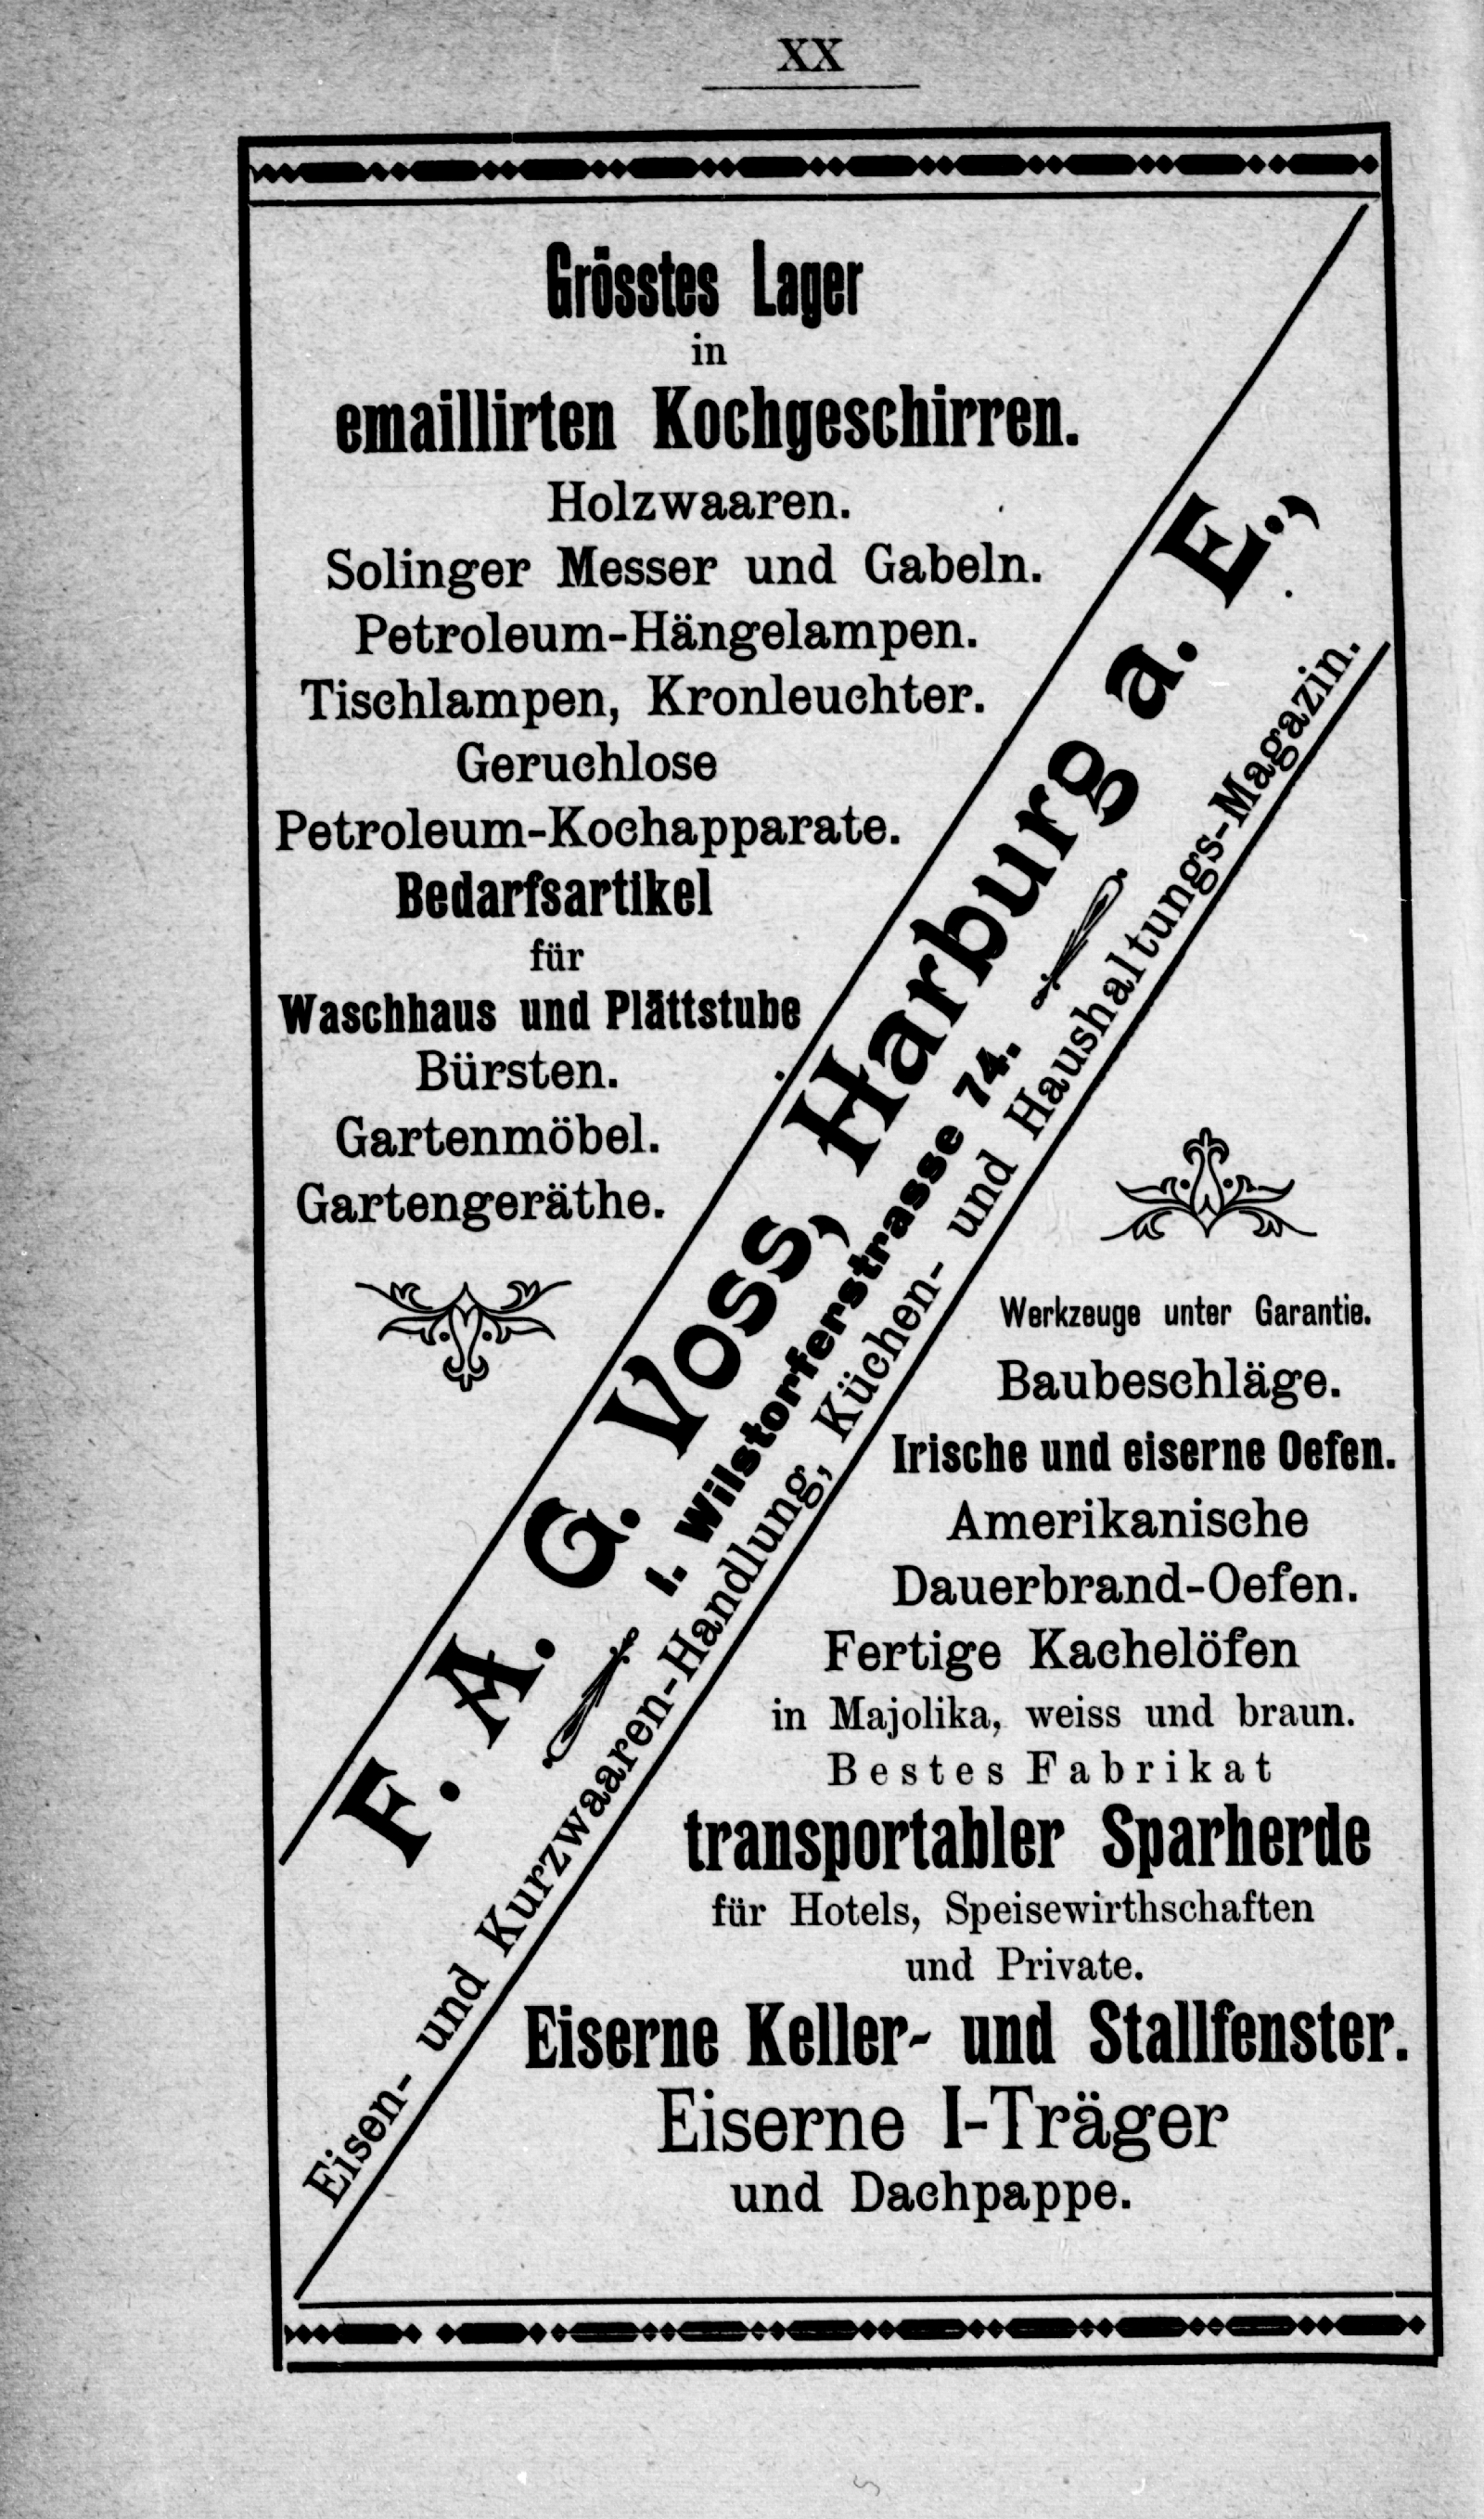 XX
Grösstes Lager
in
emaillirten Kochgeschirren.
Holzwaaren.
Solinger Messer und Gabeln.
Petroleum-Hängelampen.
Tischlampen, Kronleuchter.
Geruchlose
Petroleum-Kochapparate.
Bedarfsartikel
für
Waschhaus und Plättstube
Bürsten.
Gartenmöbel.
Gartengeräthe.
F. A. G. Voss, Harburg a. E.,
I. Wilstorferstrasse 74.
Eisen- und Kurzwaaren-Handlung, Küchen- und Haushaltungs-Magazin.
Werkzeuge unter Garantie.
Baubeschläge.
Irische und eiserne Oefen.
Amerikanische
Dauerbrand-Oefen.
Fertige Kachelöfen
in Majolika, weiss und braun.
Bestes Fabrikat
transportabler Sparherde
für Hotels, Speisewirthschaften
und Private.
Eiserne Keller- und Stallfenster.
Eiserne I-Träger
und Dachpappe.